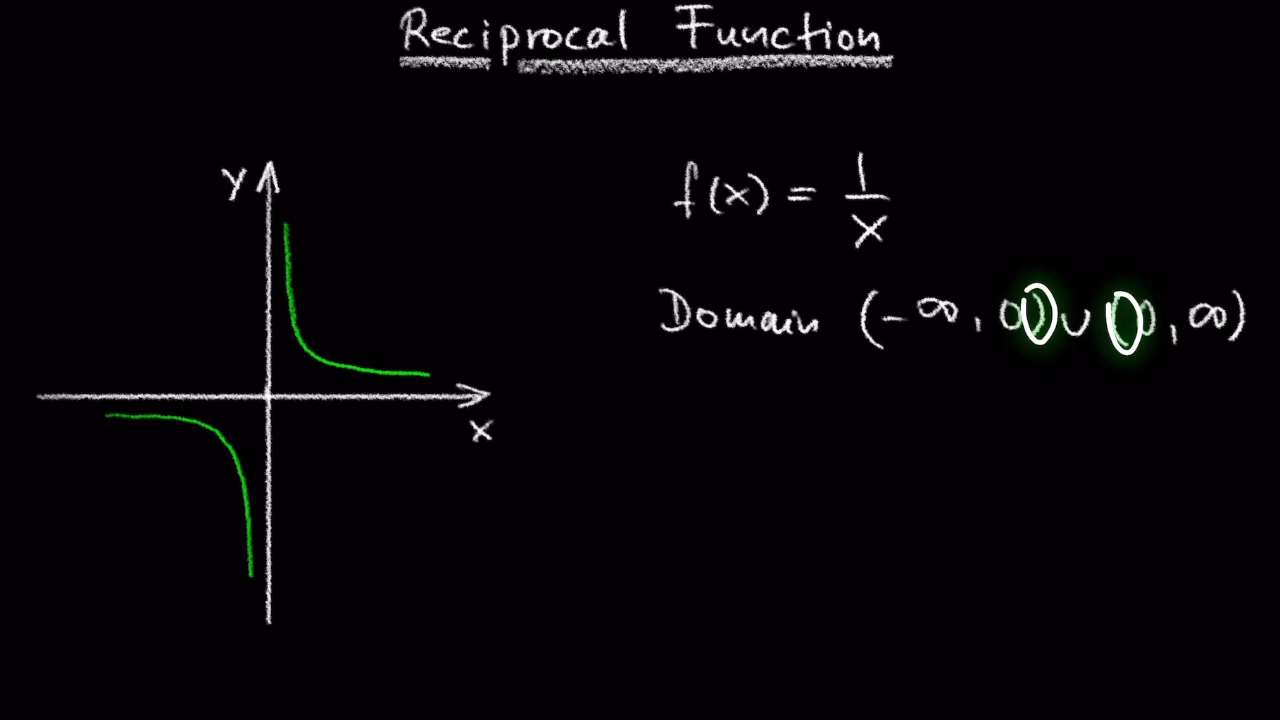 Reciprocal Function
y
f(x) = 1/x
Domain (-∞, 0) ∪ (0, ∞)
x